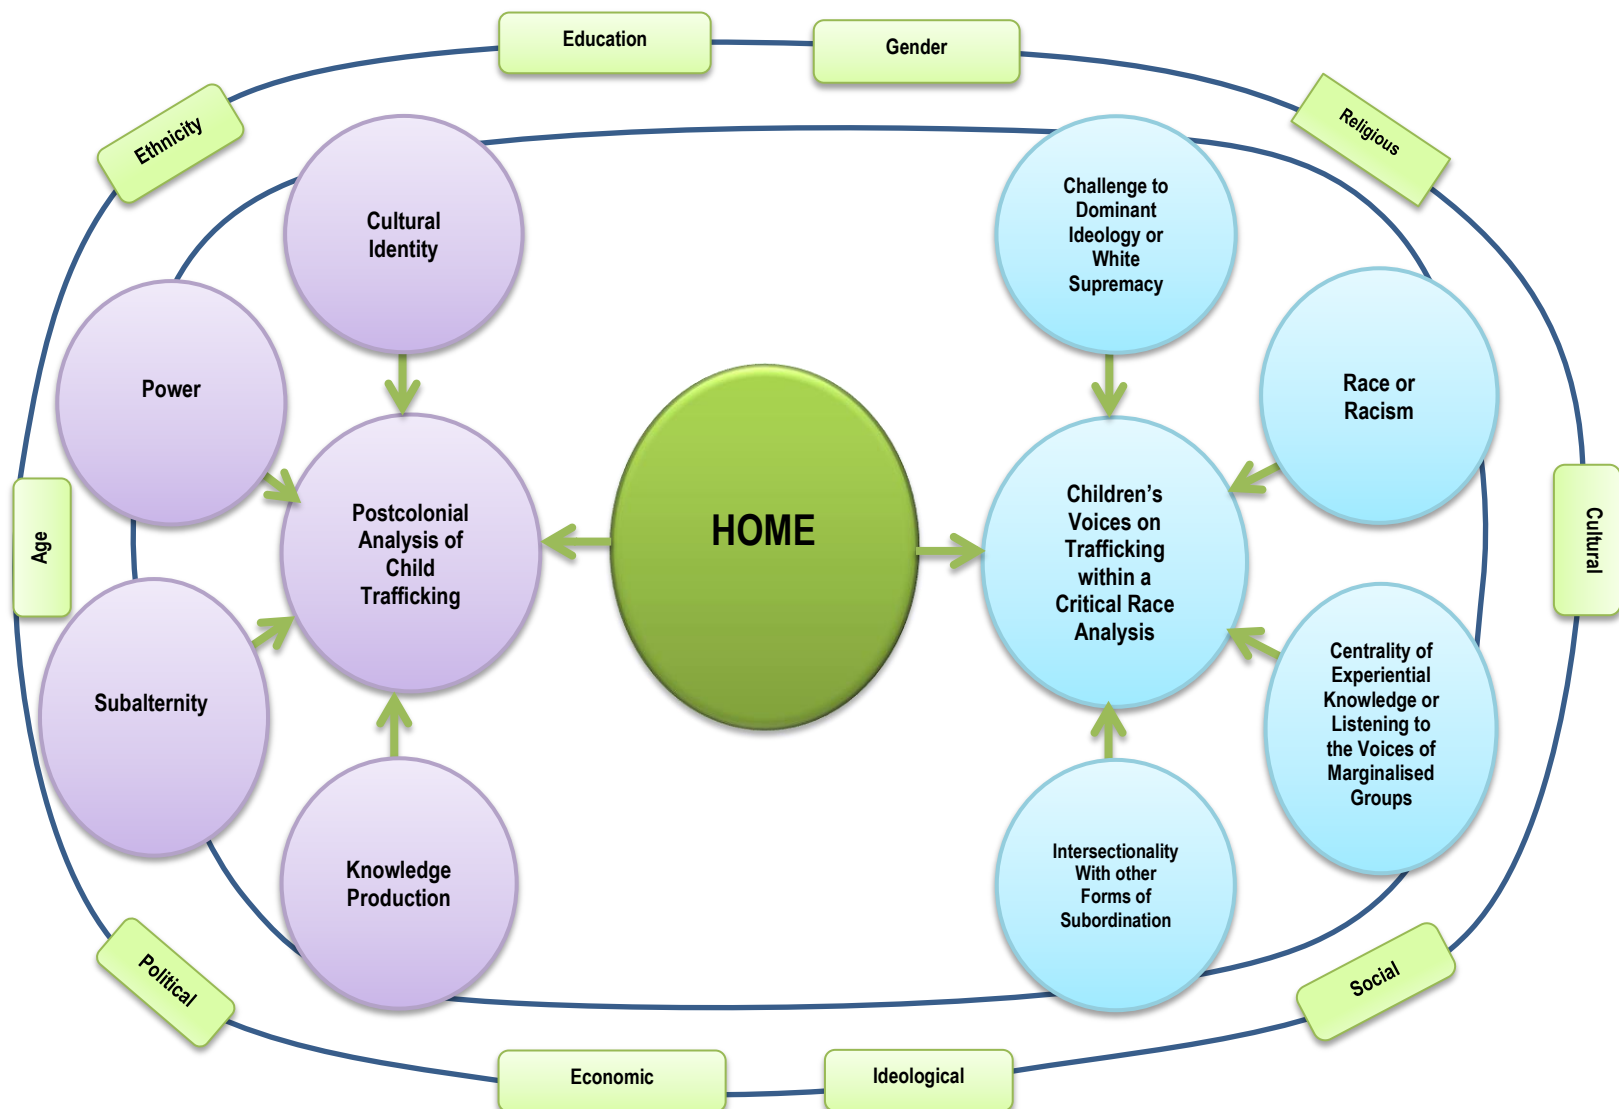 Education
Gender
Religious
Ethnicity
Cultural
Identity
Challenge to
Dominant
Ideology or
White
Supremacy
Power
Race or
Racism
HOME
Postcolonial
Analysis of
Child
Trafficking
Children’s
Voices on
Trafficking
within a
Critical Race
Analysis
Age
Cultural
Subalternity
Centrality of
Experiential
Knowledge or
Listening to
the Voices of
Marginalised
Groups
Knowledge
Production
Intersectionality
With other
Forms of
Subordination
Political
Social
Economic
Ideological